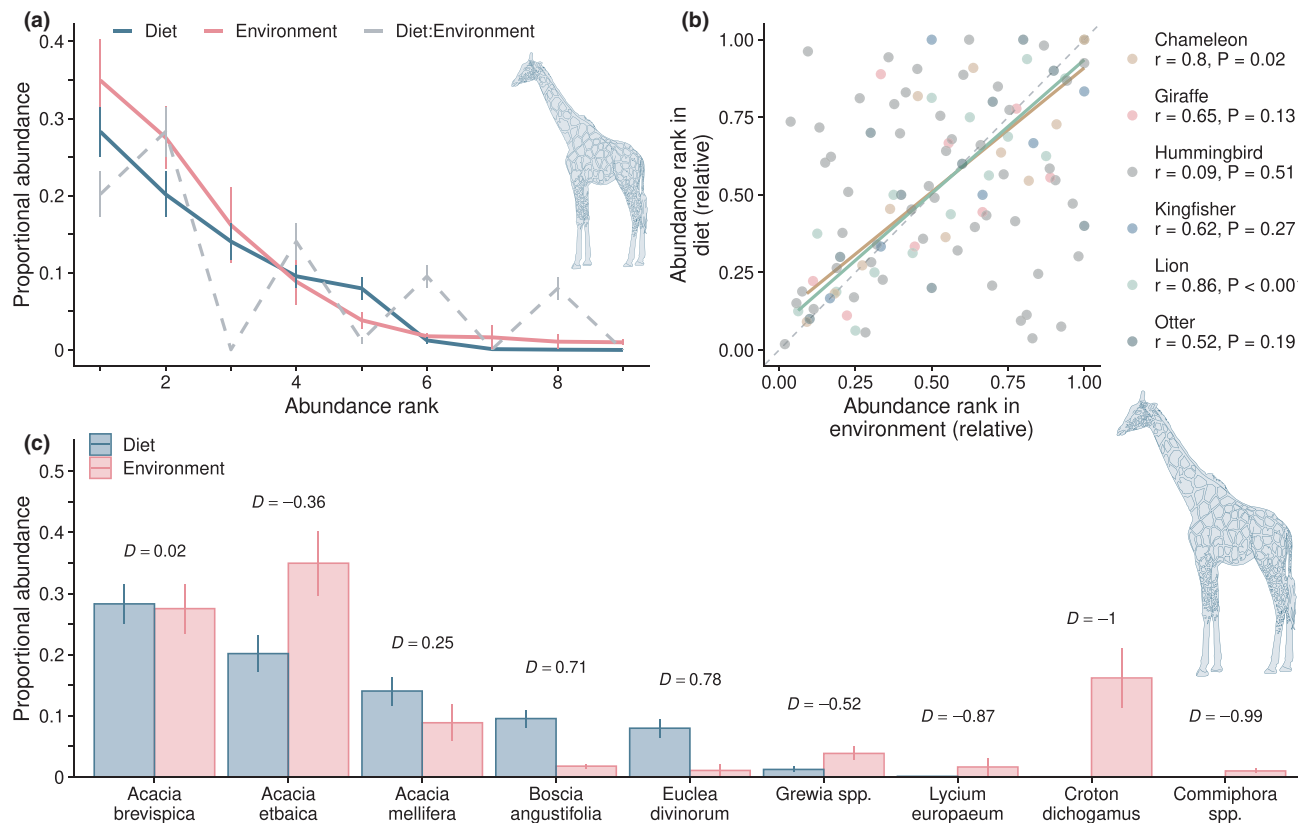 (a)
Diet
Environment
Diet:Environment
0.4
0.3
0.2
0.1
0
Proportional abundance
2
4
6
8
Abundance rank
(b)
1.00
0.75
0.50
0.25
0.00
Abundance rank in
diet (relative)
0.00
0.25
0.50
0.75
1.00
Abundance rank in
environment (relative)
Chameleon
r = 0.8, P = 0.02
Giraffe
r = 0.65, P = 0.13
Hummingbird
r = 0.09, P = 0.51
Kingfisher
r = 0.62, P = 0.27
Lion
r = 0.86, P < 0.00
Otter
r = 0.52, P = 0.19
(c)
Diet
Environment
0.5
0.4
0.3
0.2
0.1
0
Proportional abundance
D = 0.02
D = −0.36
D = 0.25
D = 0.71
D = 0.78
D = −0.52
D = −0.87
D = −1
D = −0.99
Acacia
brevispica
Acacia
etbaica
Acacia
mellifera
Boscia
angustifolia
Euclea
divinorum
Grewia spp.
Lycium
europaeum
Croton
dichogamus
Commiphora
spp.